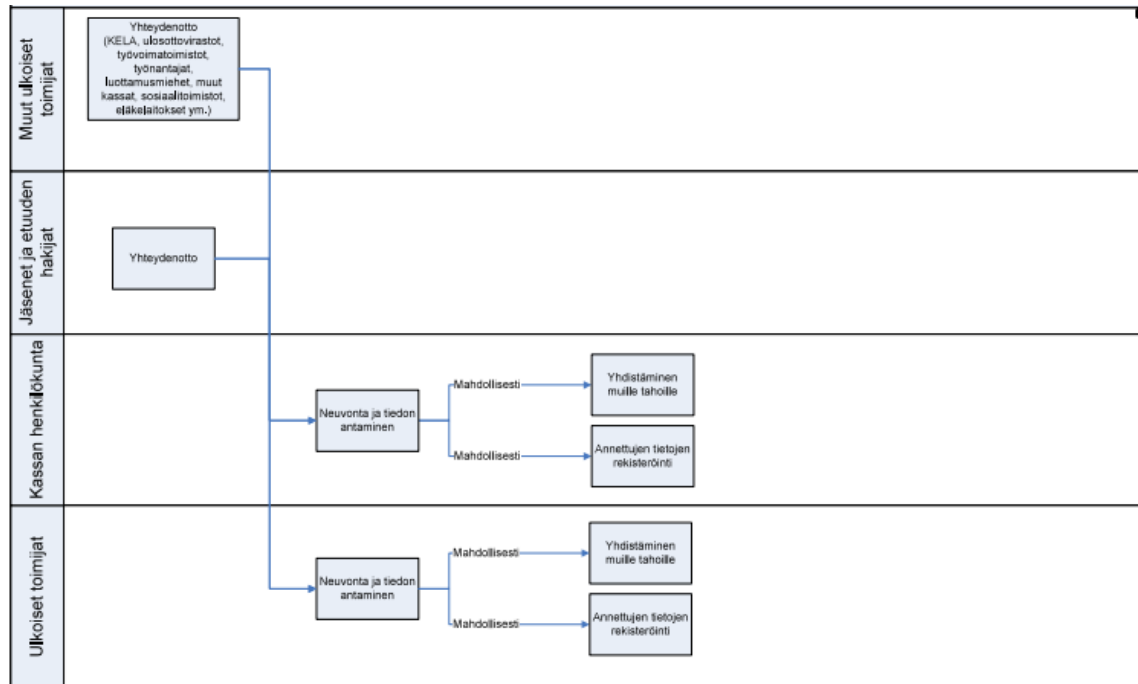 Muut ulkoiset
toimijat
Yhteydenotto
(KELA, ulosottovirastot,
työvoimatoimistot,
työnantajat,
luottamusmiehet, muut
kassat, sosiaalitoimistot,
eläkelaitokset ym.)
Jäsenet ja etuuden
hakijat
Yhteydenotto
Kassan henkilökunta
Neuvonta ja tiedon
antaminen
Mahdollisesti
Yhdistäminen
muille tahoille
Mahdollisesti
Annettujen tietojen
rekisteröinti
Ulkoiset toimijat
Neuvonta ja tiedon
antaminen
Mahdollisesti
Yhdistäminen
muille tahoille
Mahdollisesti
Annettujen tietojen
rekisteröinti